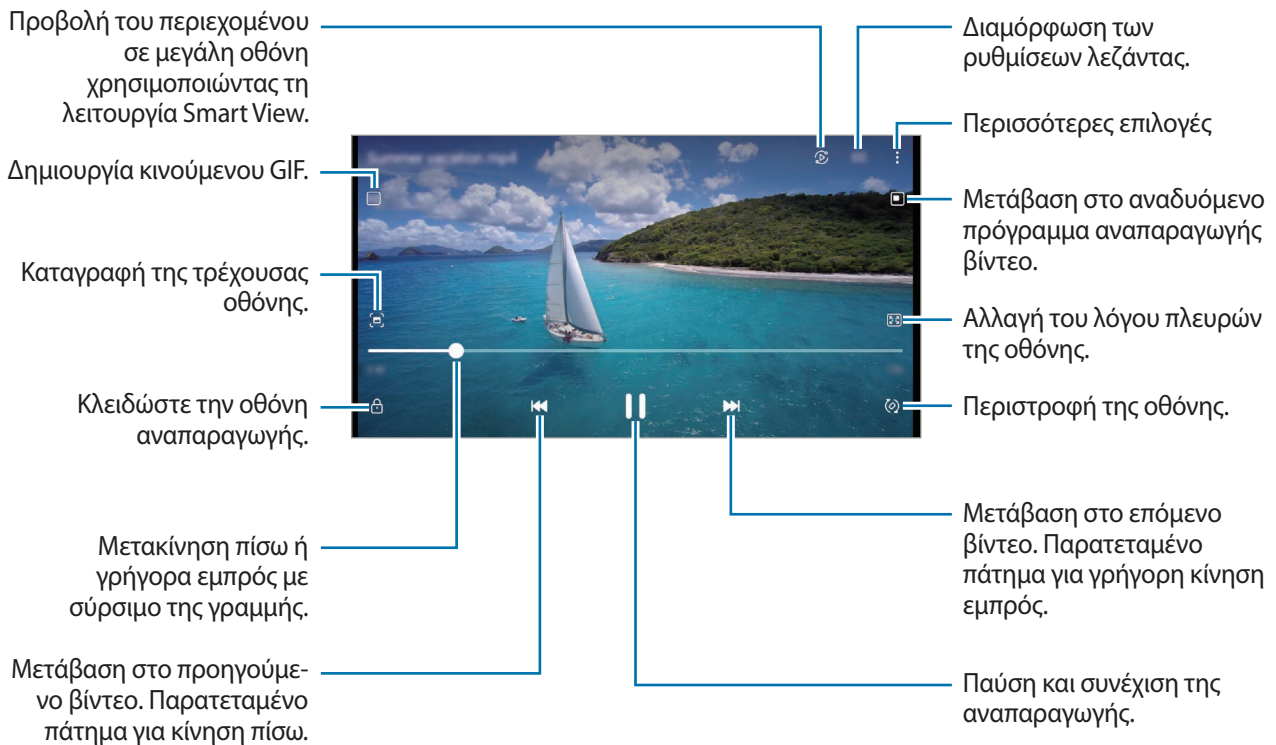 Προβολή του περιεχομένου
σε μεγάλη οθόνη
χρησιμοποιώντας τη
λειτουργία Smart View.
Δημιουργία κινούμενου GIF.
Καταγραφή της τρέχουσας
οθόνης.
Κλειδώστε την οθόνη
αναπαραγωγής.
Μετακίνηση πίσω ή
γρήγορα εμπρός με
σύρσιμο της γραμμής.
Μετάβαση στο προηγούμε-
νο βίντεο. Παρατεταμένο
πάτημα για κίνηση πίσω.
Διαμόρφωση των
ρυθμίσεων λεζάντας.
Περισσότερες επιλογές
Μετάβαση στο αναδυόμενο
πρόγραμμα αναπαραγωγής
βίντεο.
Αλλαγή του λόγου πλευρών
της οθόνης.
Περιστροφή της οθόνης.
Μετάβαση στο επόμενο
βίντεο. Παρατεταμένο
πάτημα για γρήγορη κίνηση
εμπρός.
Παύση και συνέχιση της
αναπαραγωγής.